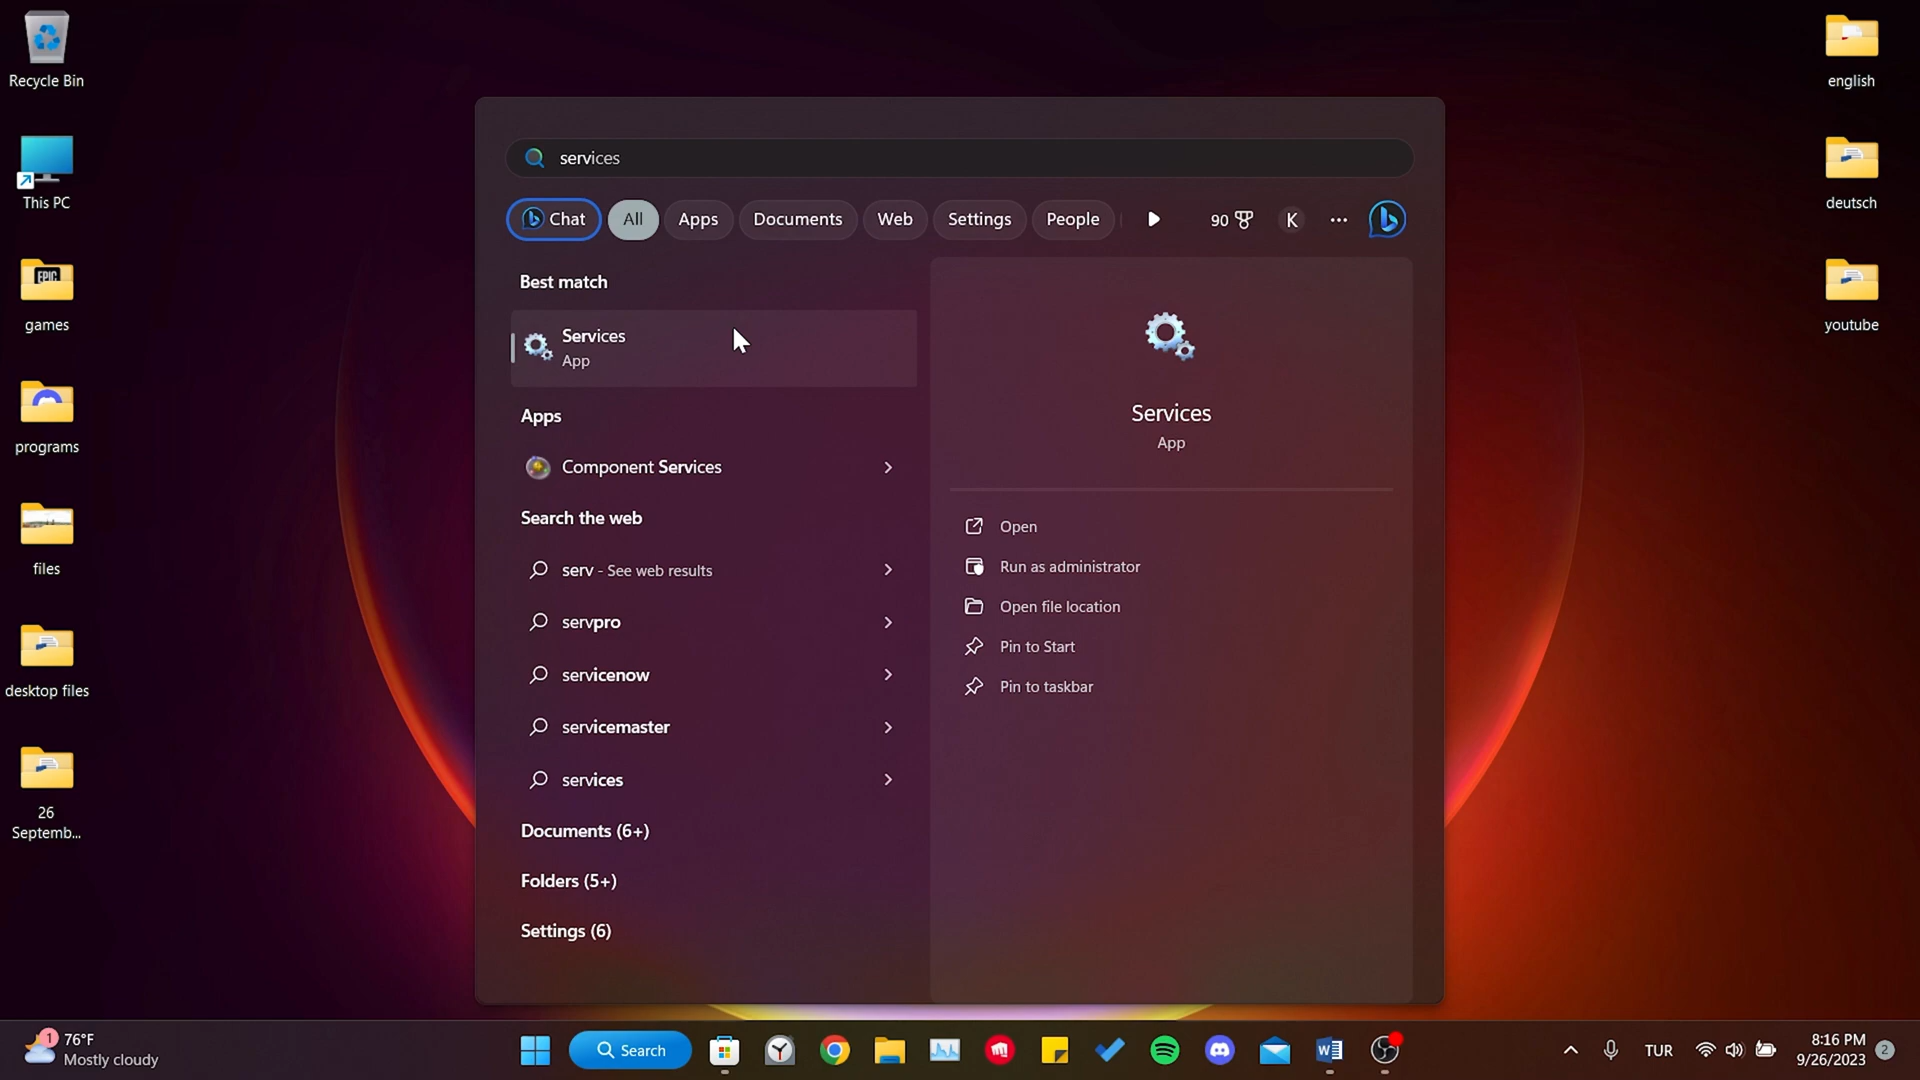 Recycle Bin
This PC
EPIC
games
programs
files
desktop files
26
Septemb...
services
Chat
All
Apps
Documents
Web
Settings
People
90
K
Best match
Services
App
Apps
Component Services
Search the web
serv - See web results
servpro
servicenow
servicemaster
services
Documents (6+)
Folders (5+)
Settings (6)
Services
App
Open
Run as administrator
Open file location
Pin to Start
Pin to taskbar
english
deutsch
youtube
1
76°F
Mostly cloudy
Search
W
TUR
8:16 PM
9/26/2023
2